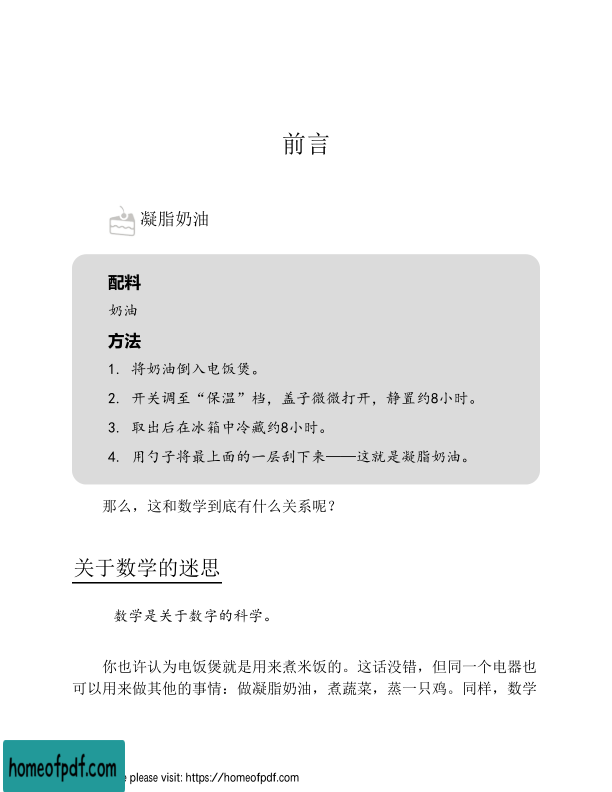 前言
凝脂奶油
配料
奶油
方法
1. 将奶油倒入电饭煲。
2. 开关调至“保温”档，盖子微微打开，静置约8小时。
3. 取出后在冰箱中冷藏约8小时。
4. 用勺子将最上面的一层刮下来——这就是凝脂奶油。
那么，这和数学到底有什么关系呢？
关于数学的迷思
数学是关于数字的科学。
你也许认为电饭煲就是用来煮米饭的。这话没错，但同一个电器也
可以用来做其他的事情：做凝脂奶油，煮蔬菜，蒸一只鸡。同样，数学
homeofpdf.com
please visit: https://homeofpdf.com